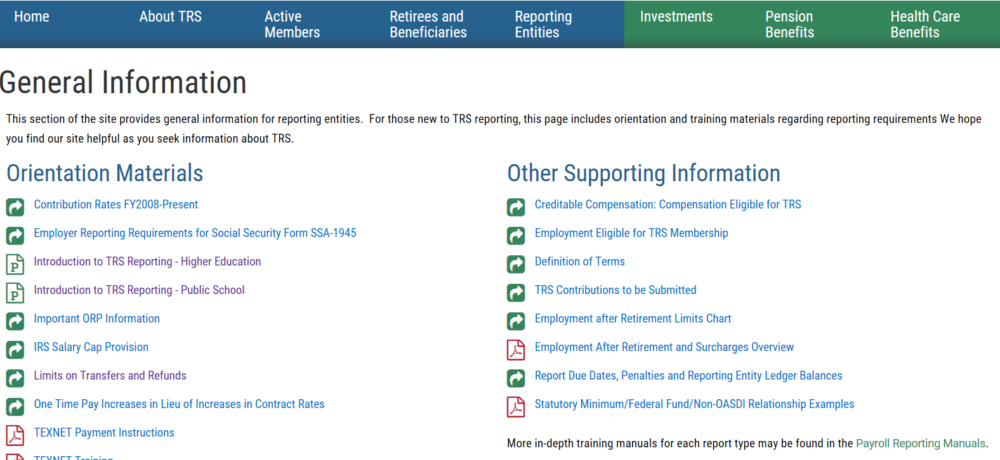 Home
About TRS
Active
Members
Retirees and
Beneficiaries
Reporting
Entities
Investments
Pension
Benefits
Health Care
Benefits
General Information
This section of the site provides general information for reporting entities.  For those new to TRS reporting, this page includes orientation and training materials regarding reporting requirements We hope
you find our site helpful as you seek information about TRS.
Orientation Materials
Contribution Rates FY2008-Present
Employer Reporting Requirements for Social Security Form SSA-1945
Introduction to TRS Reporting - Higher Education
Introduction to TRS Reporting - Public School
Important ORP Information
IRS Salary Cap Provision
Limits on Transfers and Refunds
One Time Pay Increases in Lieu of Increases in Contract Rates
TEXNET Payment Instructions
TEXNET Training
Other Supporting Information
Creditable Compensation: Compensation Eligible for TRS
Employment Eligible for TRS Membership
Definition of Terms
TRS Contributions to be Submitted
Employment after Retirement Limits Chart
Employment After Retirement and Surcharges Overview
Report Due Dates, Penalties and Reporting Entity Ledger Balances
Statutory Minimum/Federal Fund/Non-OASDI Relationship Examples
More in-depth training manuals for each report type may be found in the Payroll Reporting Manuals.